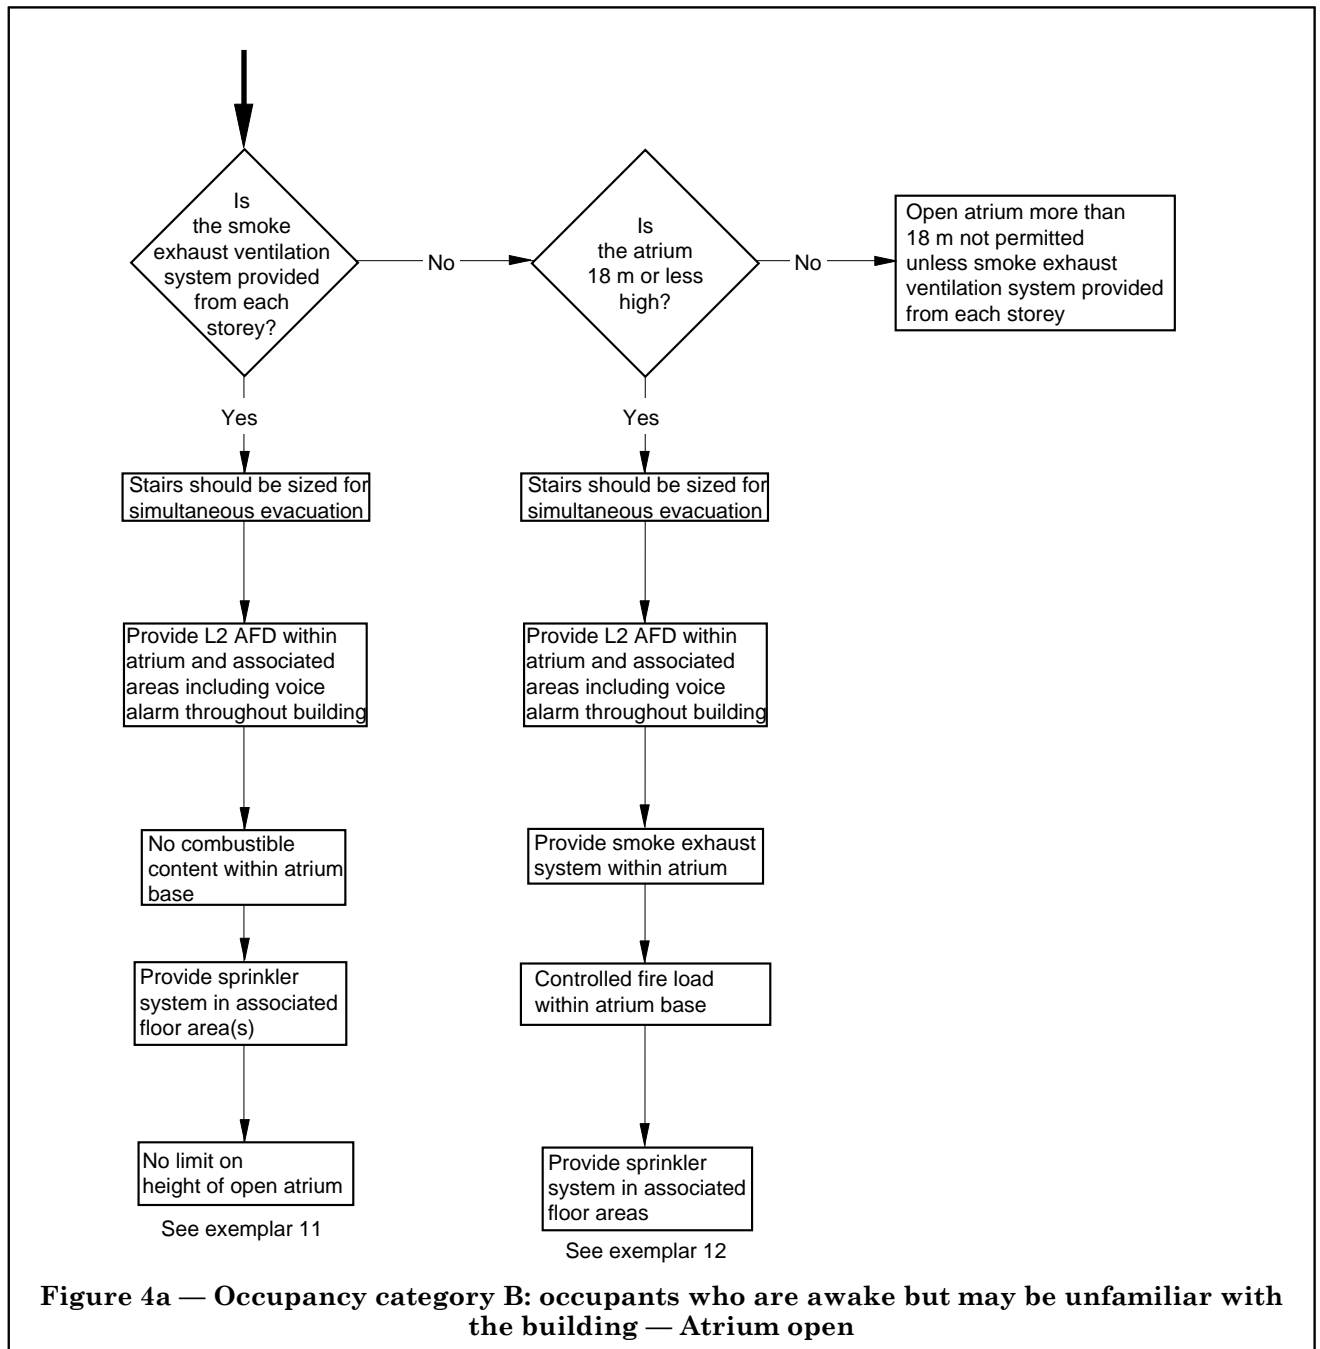 Is
the smoke
exhaust ventilation
system provided
from each
storey?
No
Is
the atrium
18 m or less
high?
No
Open atrium more than
18 m not permitted
unless smoke exhaust
ventilation system provided
from each storey
Yes
Yes
Stairs should be sized for
simultaneous evacuation
Stairs should be sized for
simultaneous evacuation
Provide L2 AFD within
atrium and associated
areas including voice
alarm throughout building
Provide L2 AFD within
atrium and associated
areas including voice
alarm throughout building
No combustible
content within atrium
base
Provide smoke exhaust
system within atrium
Provide sprinkler
system in associated
floor area(s)
Controlled fire load
within atrium base
No limit on
height of open atrium
See exemplar 11
Provide sprinkler
system in associated
floor areas
See exemplar 12
Figure 4a — Occupancy category B: occupants who are awake but may be unfamiliar with
the building — Atrium open